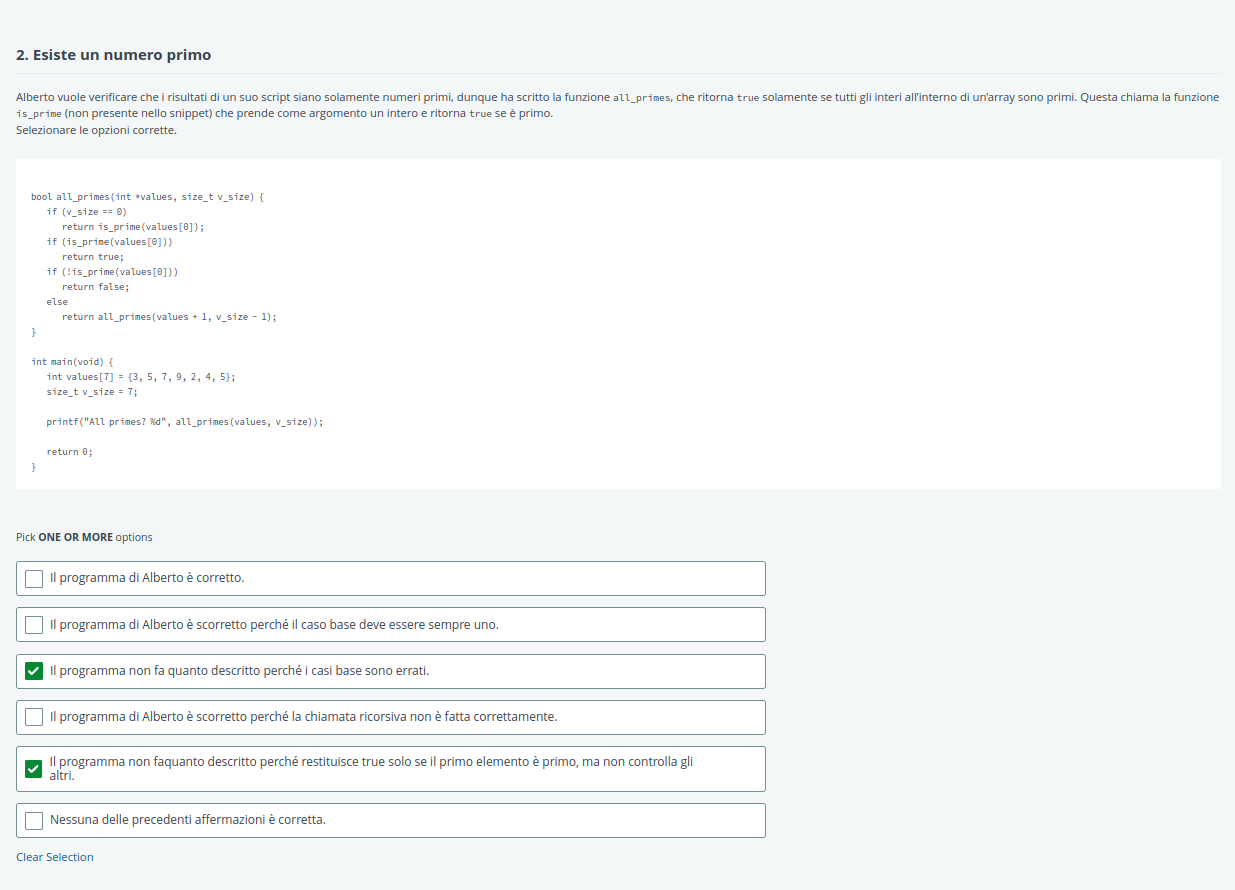 2. Esiste un numero primo
Alberto vuole verificare che i risultati di un suo script siano solamente numeri primi, dunque ha scritto la funzione all_primes, che ritorna true solamente se tutti gli interi all'interno di un'array sono primi. Questa chiama la funzione
is_prime (non presente nello snippet) che prende come argomento un intero e ritorna true se è primo.
Selezionare le opzioni corrette.
bool all_primes(int *values, size_t v_size) {
if (v_size == 0)
return is_prime(values[0]);
if (is_prime(values[0]))
return true;
if (!is_prime(values[0]))
return false;
else
return all_primes(values + 1, v_size - 1);
}
int main(void) {
int values[7] = {3, 5, 7, 9, 2, 4, 5};
size_t v_size = 7;
printf("All primes? %d", all_primes(values, v_size));
return 0;
}
Pick ONE OR MORE options
Il programma di Alberto è corretto.
Il programma di Alberto è scorretto perché il caso base deve essere sempre uno.
Il programma non fa quanto descritto perché i casi base sono errati.
Il programma di Alberto è scorretto perché la chiamata ricorsiva non è fatta correttamente.
Il programma non faquanto descritto perché restituisce true solo se il primo elemento è primo, ma non controlla gli
altri.
Nessuna delle precedenti affermazioni è corretta.
Clear Selection